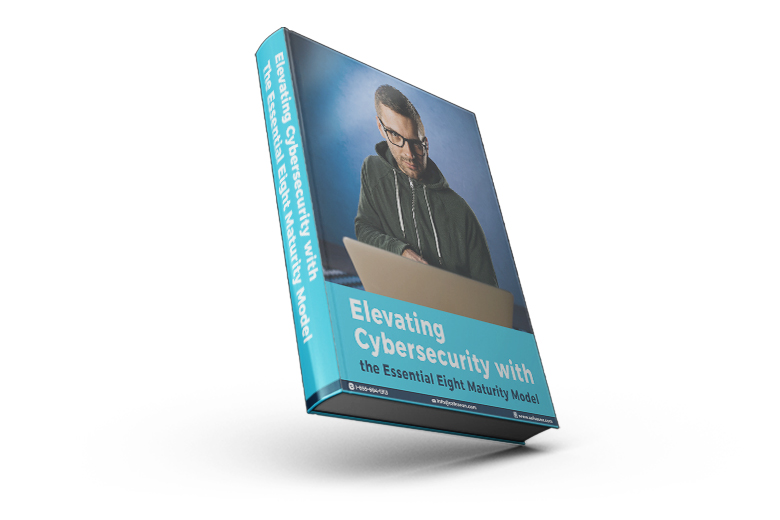 Elevating Cybersecurity with
The Essential Eight Maturity Model
Elevating
Cybersecurity with
the Essential Eight Maturity Model